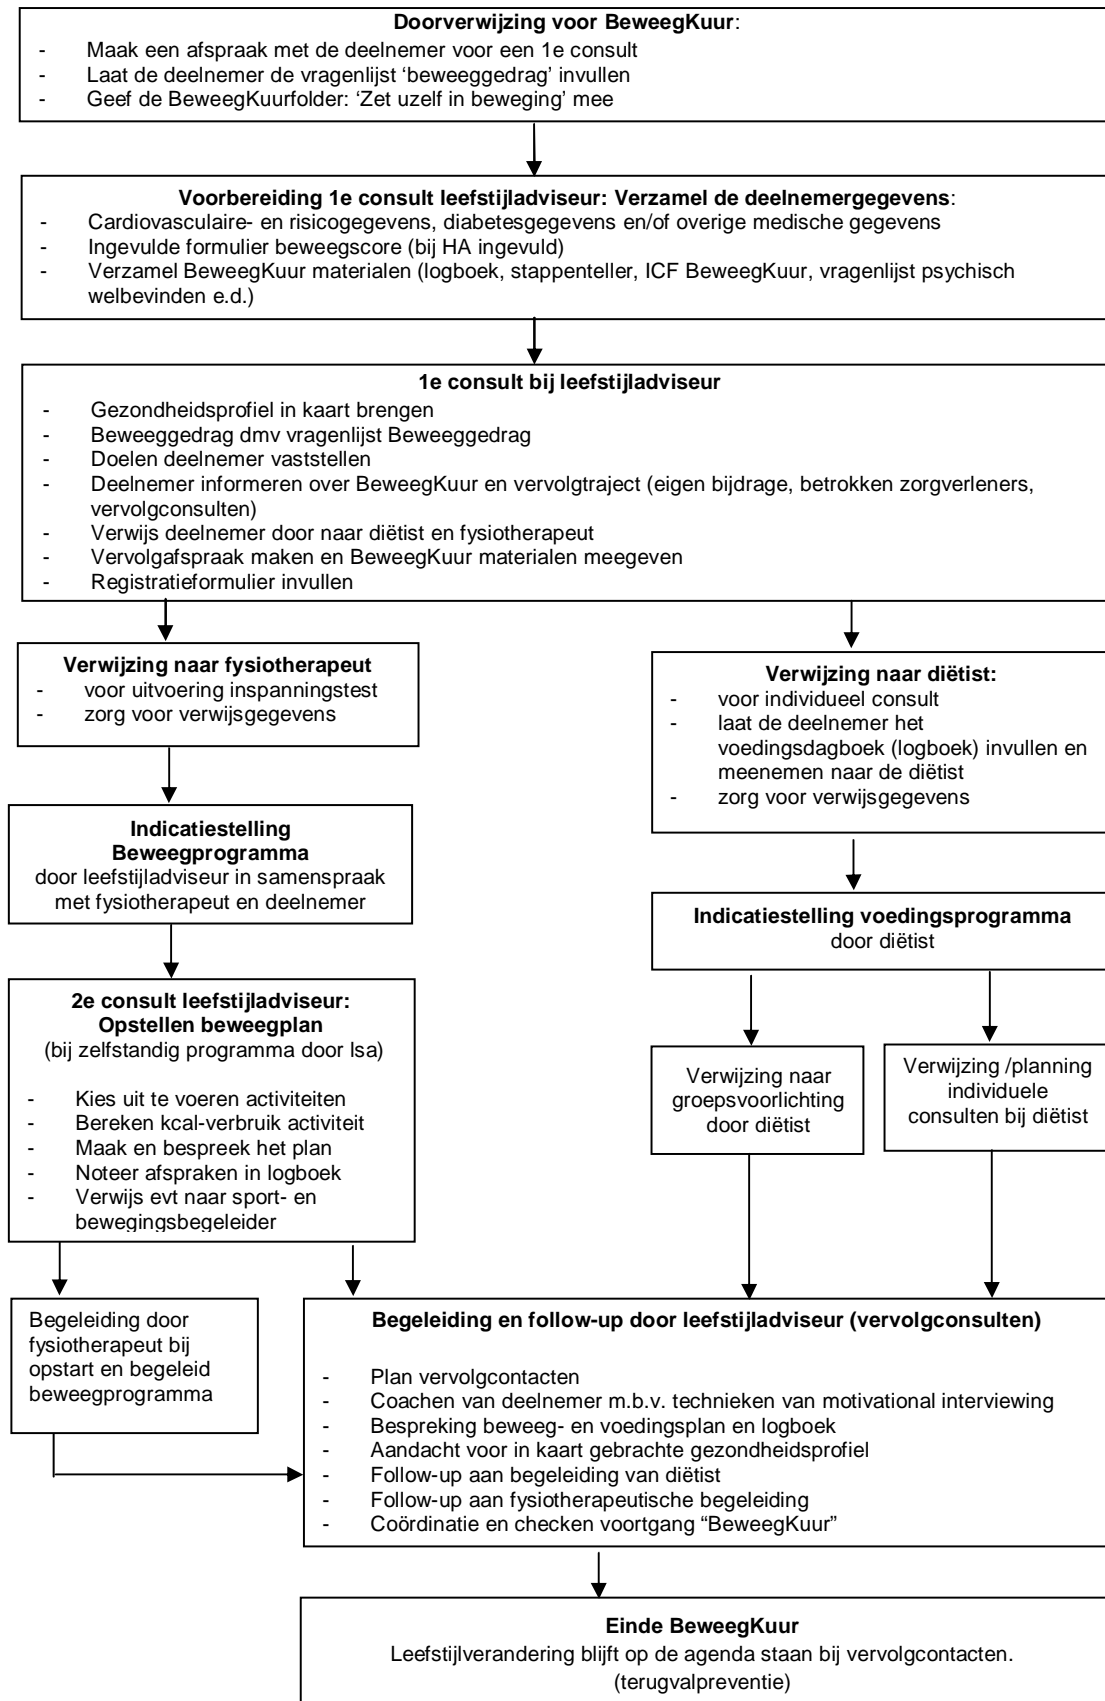 Doorverwijzing voor BeweegKuur:
- Maak een afspraak met de deelnemer voor een 1e consult
- Laat de deelnemer de vragenlijst ‘beweeggedrag’ invullen
- Geef de BeweegKuurfolder: ‘Zet uzelf in beweging’ mee
Voorbereiding 1e consult leefstijladviseur: Verzamel de deelnemergegevens:
- Cardiovasculaire- en risicogegevens, diabetesgegevens en/of overige medische gegevens
- Ingevulde formulier beweegscore (bij HA ingevuld)
- Verzamel BeweegKuur materialen (logboek, stappenteller, ICF BeweegKuur, vragenlijst psychisch
welbevinden e.d.)
1e consult bij leefstijladviseur
- Gezondheidsprofiel in kaart brengen
- Beweeggedrag dmv vragenlijst Beweeggedrag
- Doelen deelnemer vaststellen
- Deelnemer informeren over BeweegKuur en vervolgtraject (eigen bijdrage, betrokken zorgverleners,
vervolgconsulten)
- Verwijs deelnemer door naar diëtist en fysiotherapeut
- Vervolgafspraak maken en BeweegKuur materialen meegeven
- Registratieformulier invullen
Verwijzing naar fysiotherapeut
- voor uitvoering inspanningstest
- zorg voor verwijsgegevens
Indicatiestelling
Beweegprogramma
door leefstijladviseur in samenspraak
met fysiotherapeut en deelnemer
2e consult leefstijladviseur:
Opstellen beweegplan
(bij zelfstandig programma door lsa)
- Kies uit te voeren activiteiten
- Bereken kcal-verbruik activiteit
- Maak en bespreek het plan
- Noteer afspraken in logboek
- Verwijs evt naar sport- en
bewegingsbegeleider
Begeleiding door
fysiotherapeut bij
opstart en begeleid
beweegprogramma
Verwijzing naar diëtist:
- voor individueel consult
- laat de deelnemer het
voedingsdagboek (logboek) invullen en
meenemen naar de diëtist
- zorg voor verwijsgegevens
Indicatiestelling voedingsprogramma
door diëtist
Verwijzing naar
groepsvoorlichting
door diëtist
Verwijzing /planning
individuele
consulten bij diëtist
Begeleiding en follow-up door leefstijladviseur (vervolgconsulten)
- Plan vervolgcontacten
- Coachen van deelnemer m.b.v. technieken van motivational interviewing
- Bespreking beweeg- en voedingsplan en logboek
- Aandacht voor in kaart gebrachte gezondheidsprofiel
- Follow-up aan begeleiding van diëtist
- Follow-up aan fysiotherapeutische begeleiding
- Coördinatie en checken voortgang “BeweegKuur”
Einde BeweegKuur
Leefstijlverandering blijft op de agenda staan bij vervolgcontacten.
(terugvalpreventie)